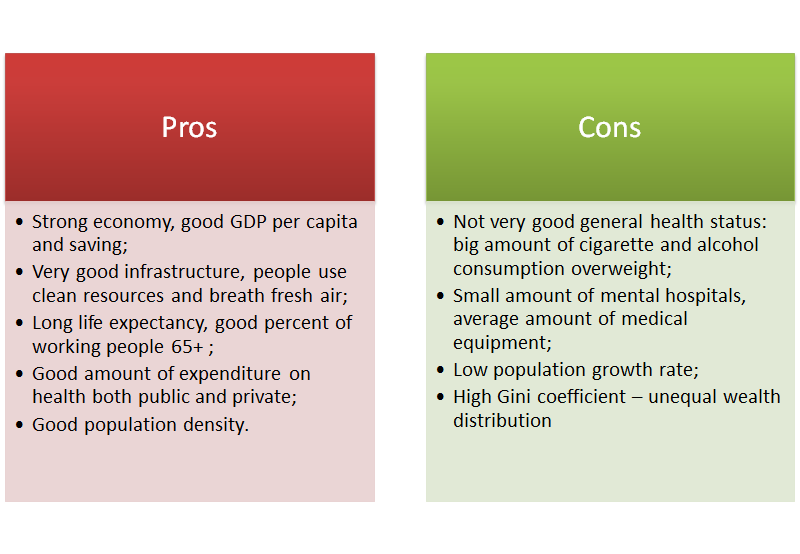 Pros
• Strong economy, good GDP per capita
and saving;
• Very good infrastructure, people use
clean resources and breath fresh air;
• Long life expectancy, good percent of
working people 65+ ;
• Good amount of expenditure on
health both public and private;
• Good population density.
Cons
• Not very good general health status:
big amount of cigarette and alcohol
consumption overweight;
• Small amount of mental hospitals,
average amount of medical
equipment;
• Low population growth rate;
• High Gini coefficient – unequal wealth
distribution